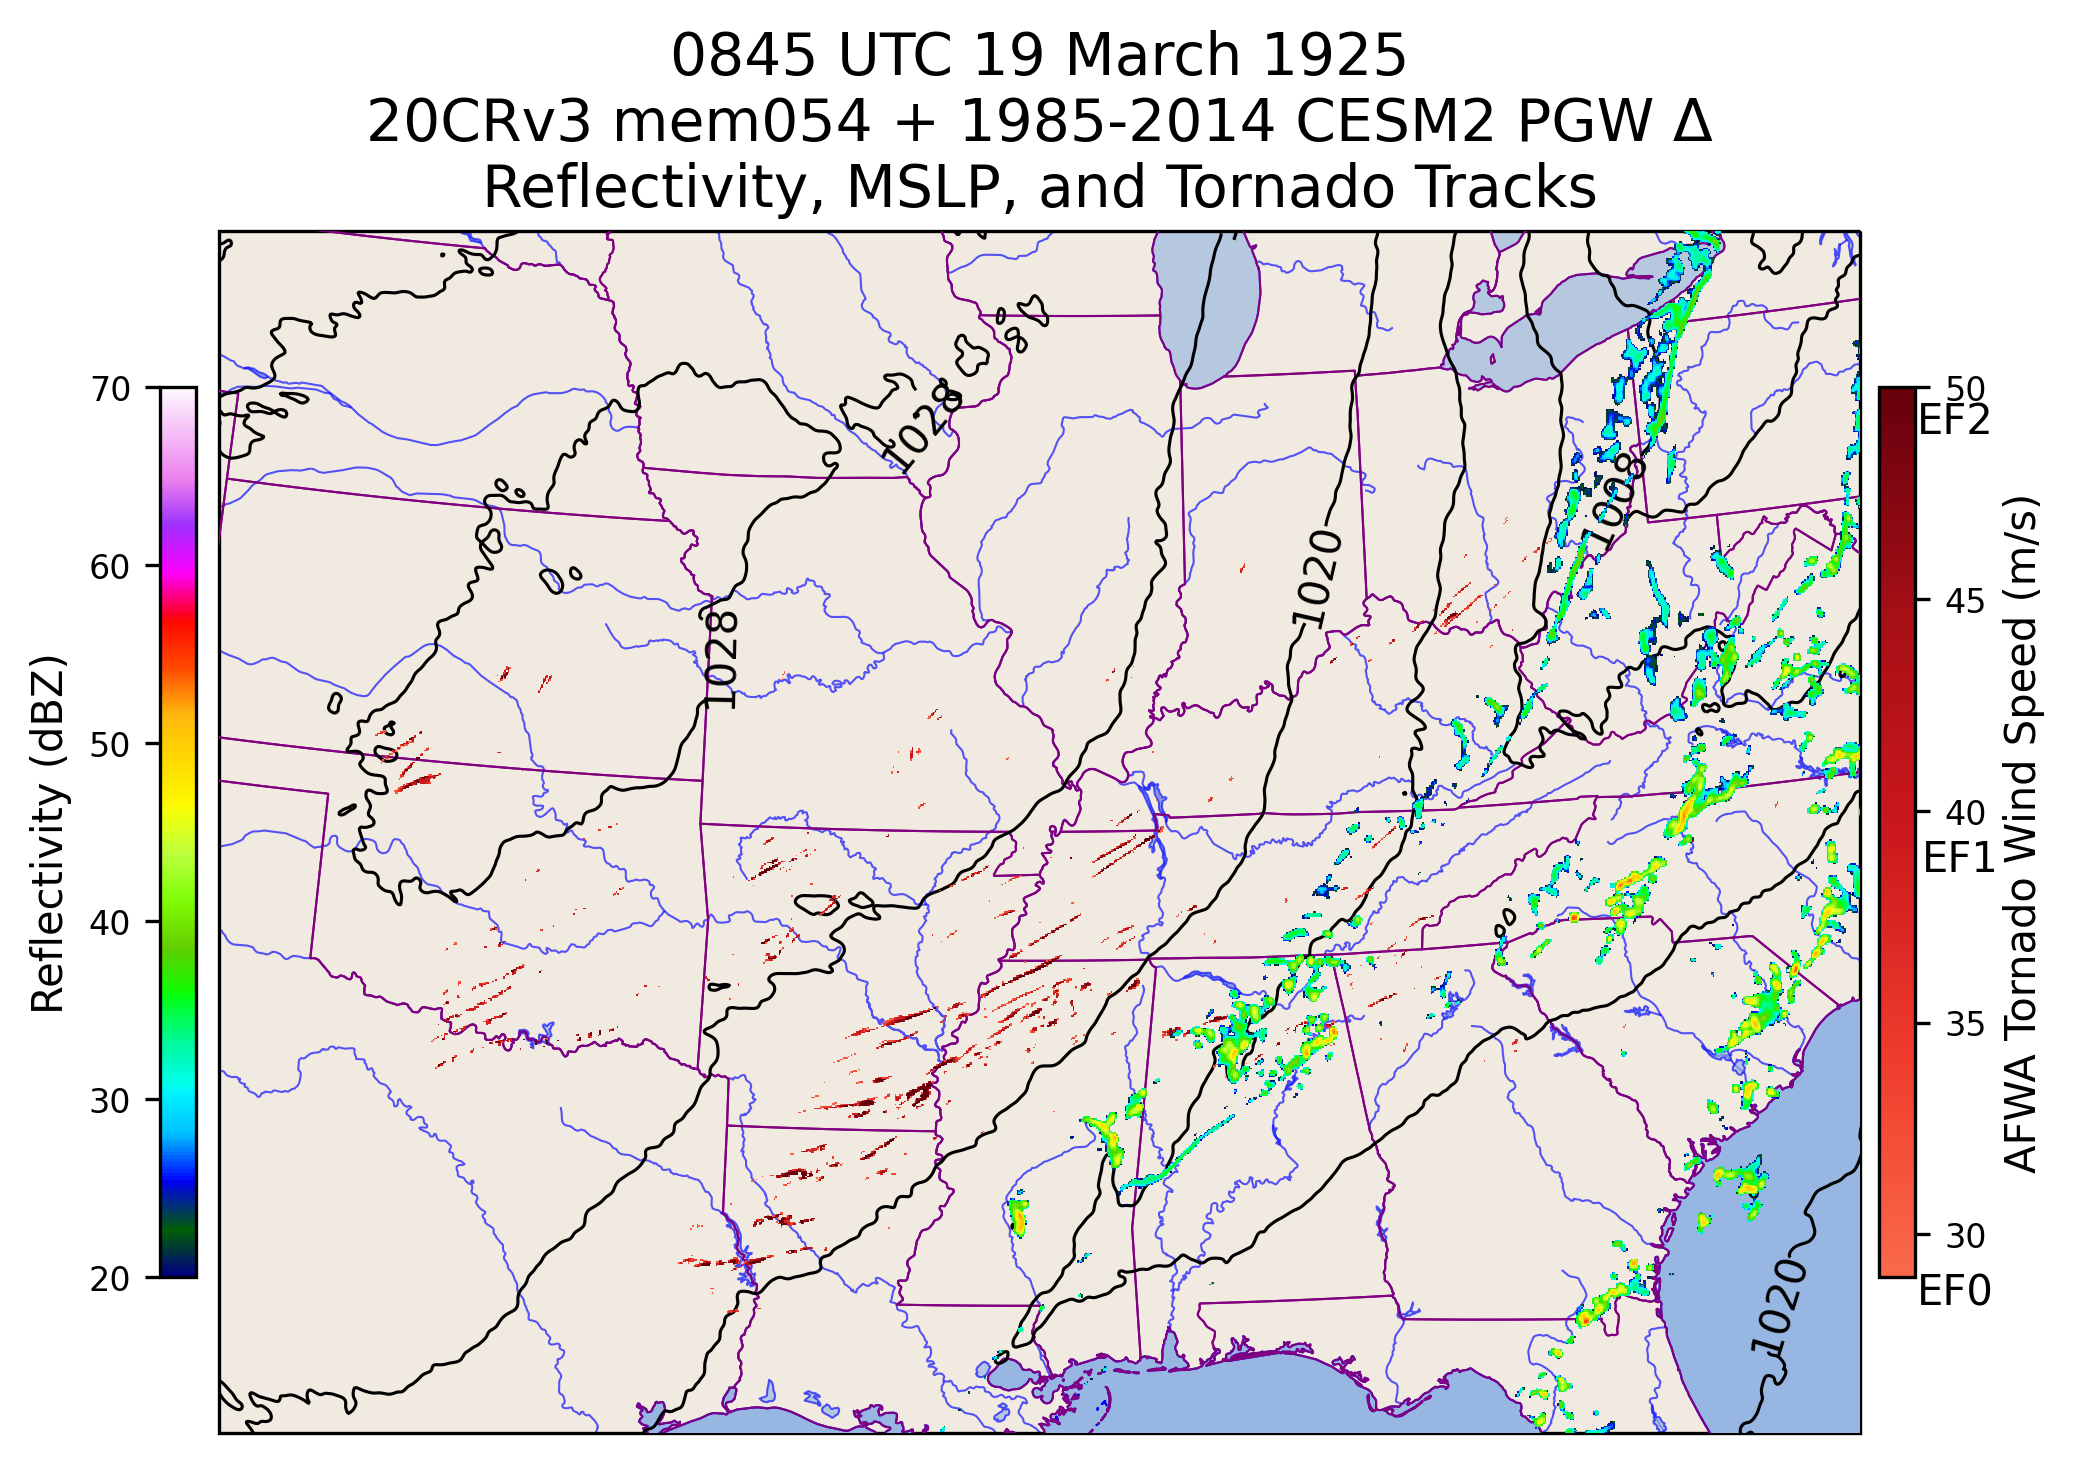 0845 UTC 19 March 1925
20CRv3 mem054 + 1985-2014 CESM2 PGW Δ
Reflectivity, MSLP, and Tornado Tracks
Reflectivity (dBZ)
70
60
50
40
30
20
1028
1028
1020
1008
1020
50
EF2
45
40
EF1
35
30
EF0
AFWA Tornado Wind Speed (m/s)